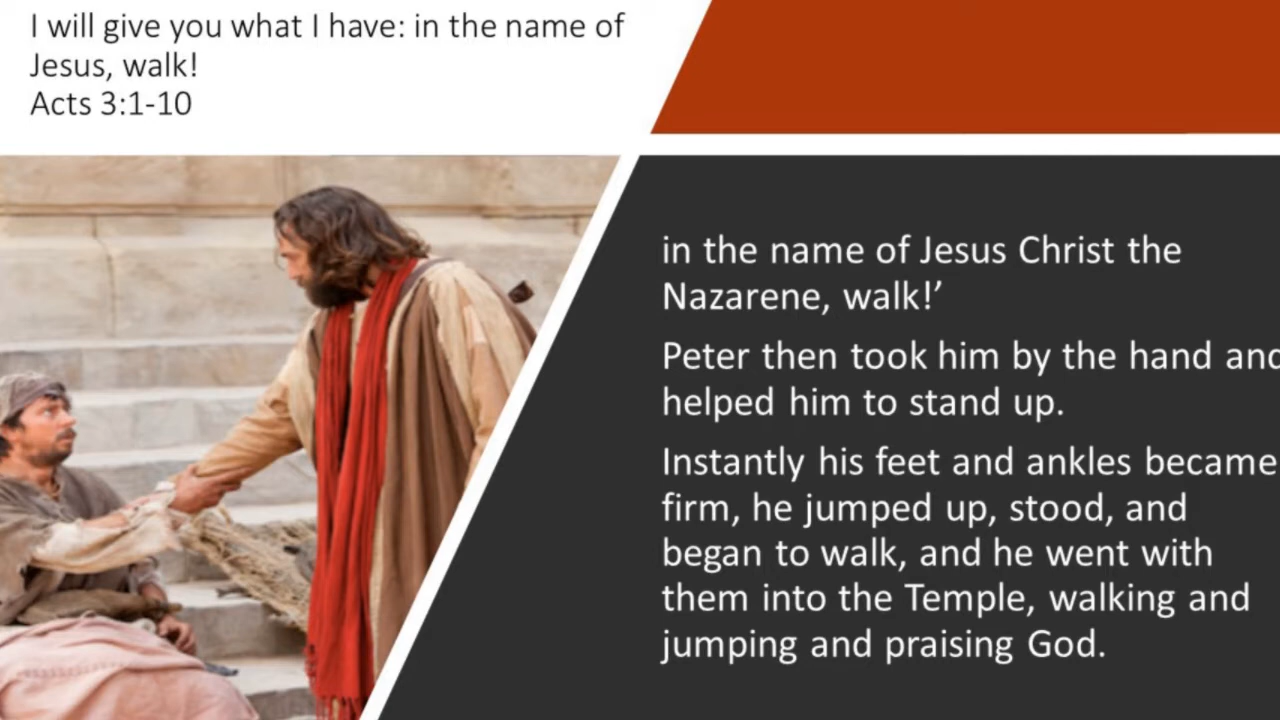 I will give you what I have: in the name of
Jesus, walk!
Acts 3:1-10
in the name of Jesus Christ the
Nazarene, walk!’
Peter then took him by the hand and
helped him to stand up.
Instantly his feet and ankles became
firm, he jumped up, stood, and
began to walk, and he went with
them into the Temple, walking and
jumping and praising God.